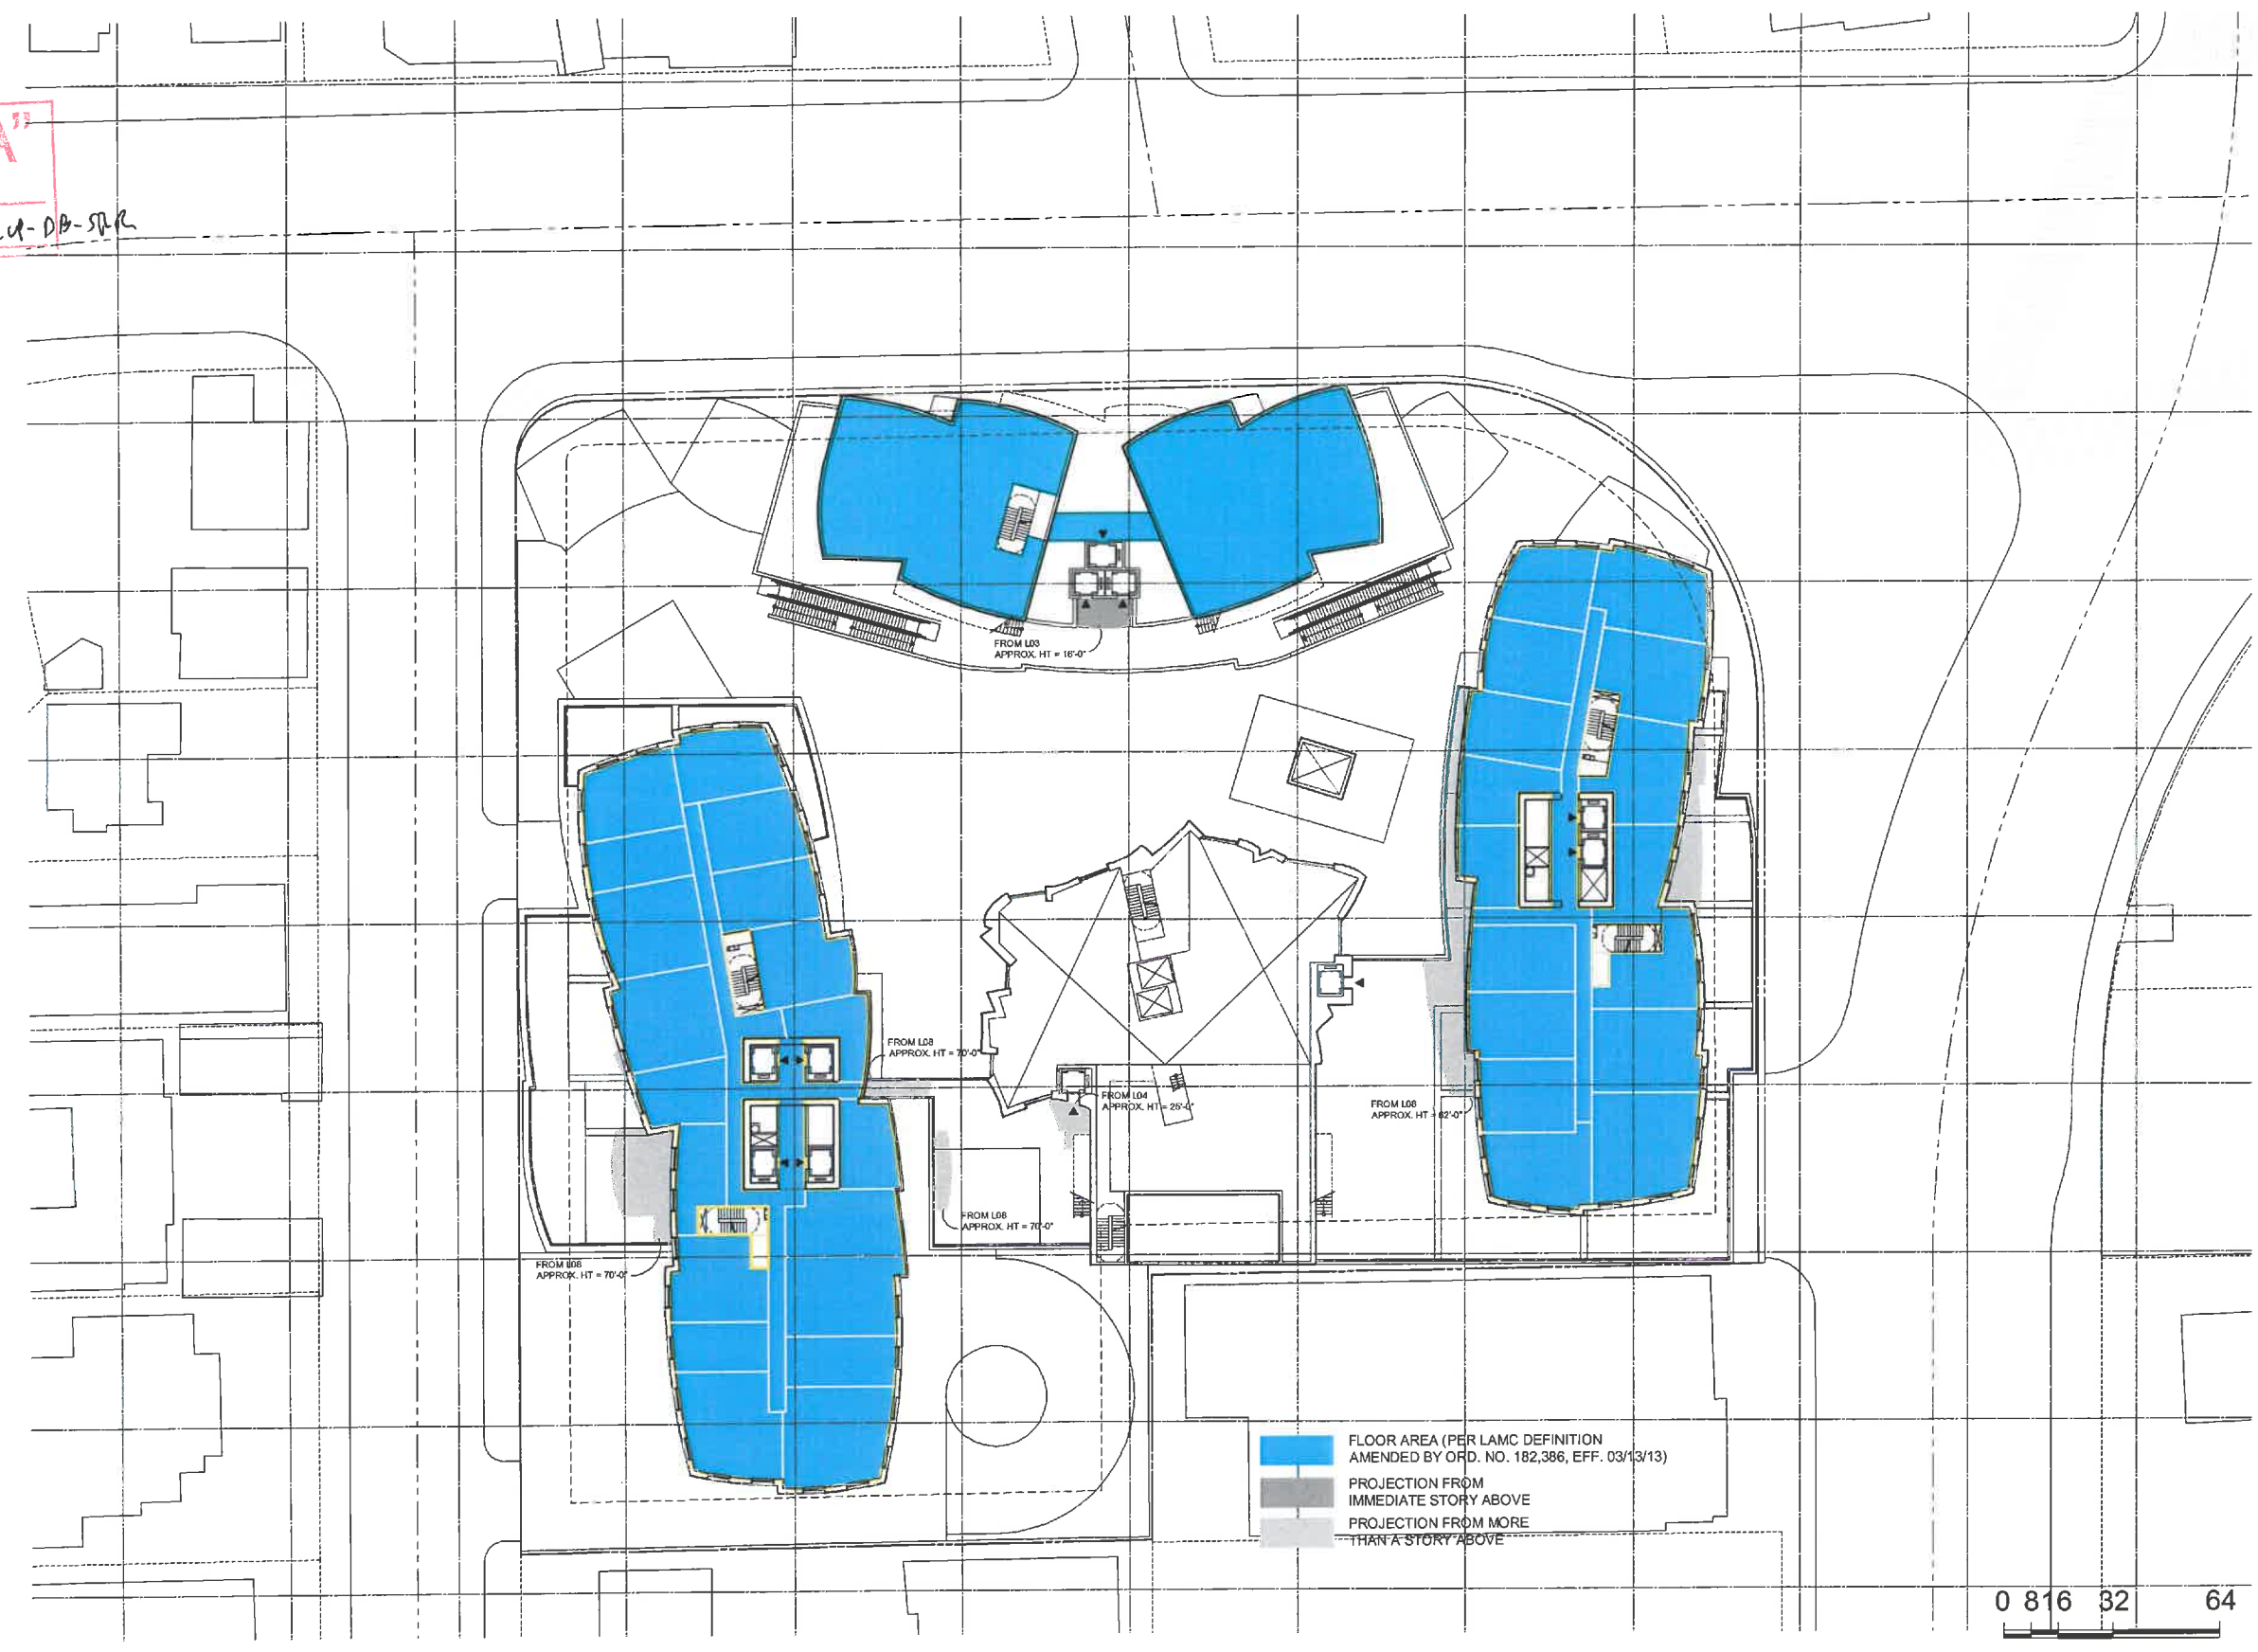 A"
FROM L03
APPROX. HT = 16'-0"
FROM L08
APPROX. HT = 70'-0"
FROM L04
APPROX. HT = 25'-0"
FROM L08
APPROX. HT = 62'-0"
FROM L08
APPROX. HT = 70'-0"
FROM L08
APPROX. HT = 70'-0"
FLOOR AREA (PER LAMC DEFINITION
AMENDED BY ORD. NO. 182,386, EFF. 03/13/13)
PROJECTION FROM
IMMEDIATE STORY ABOVE
PROJECTION FROM MORE
THAN A STORY ABOVE
0 8 16 32 64